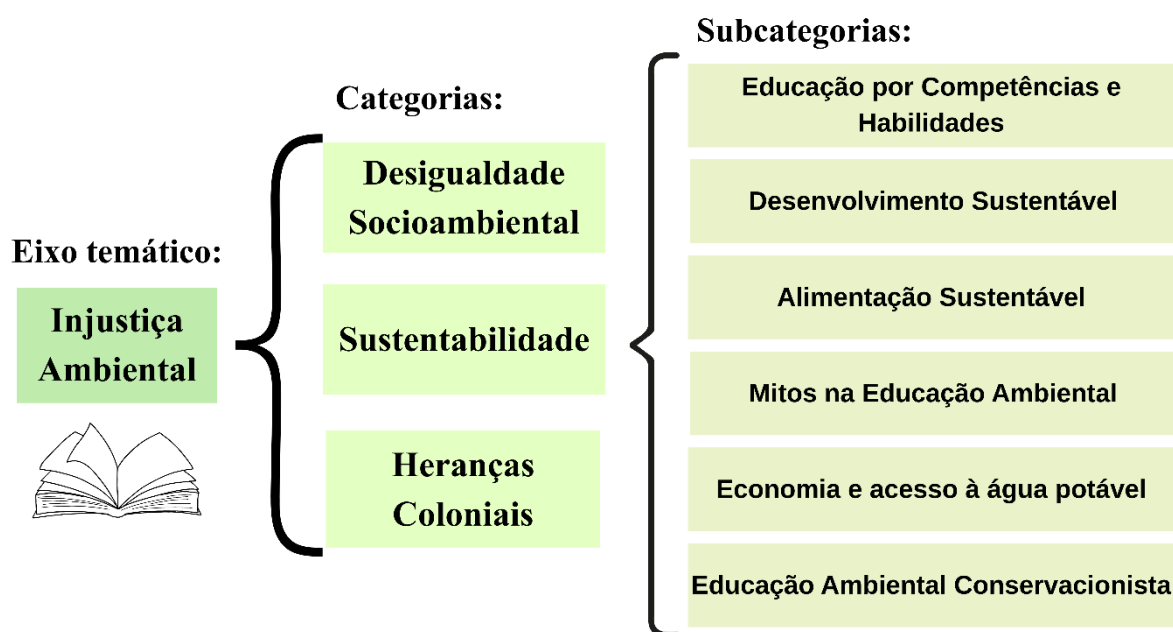 Eixo temático:
Injustiça
Ambiental
Categorias:
Desigualdade
Socioambiental
Sustentabilidade
Heranças
Coloniais
Subcategorias:
Educação por Competências e
Habilidades
Desenvolvimento Sustentável
Alimentação Sustentável
Mitos na Educação Ambiental
Economia e acesso à água potável
Educação Ambiental Conservacionista